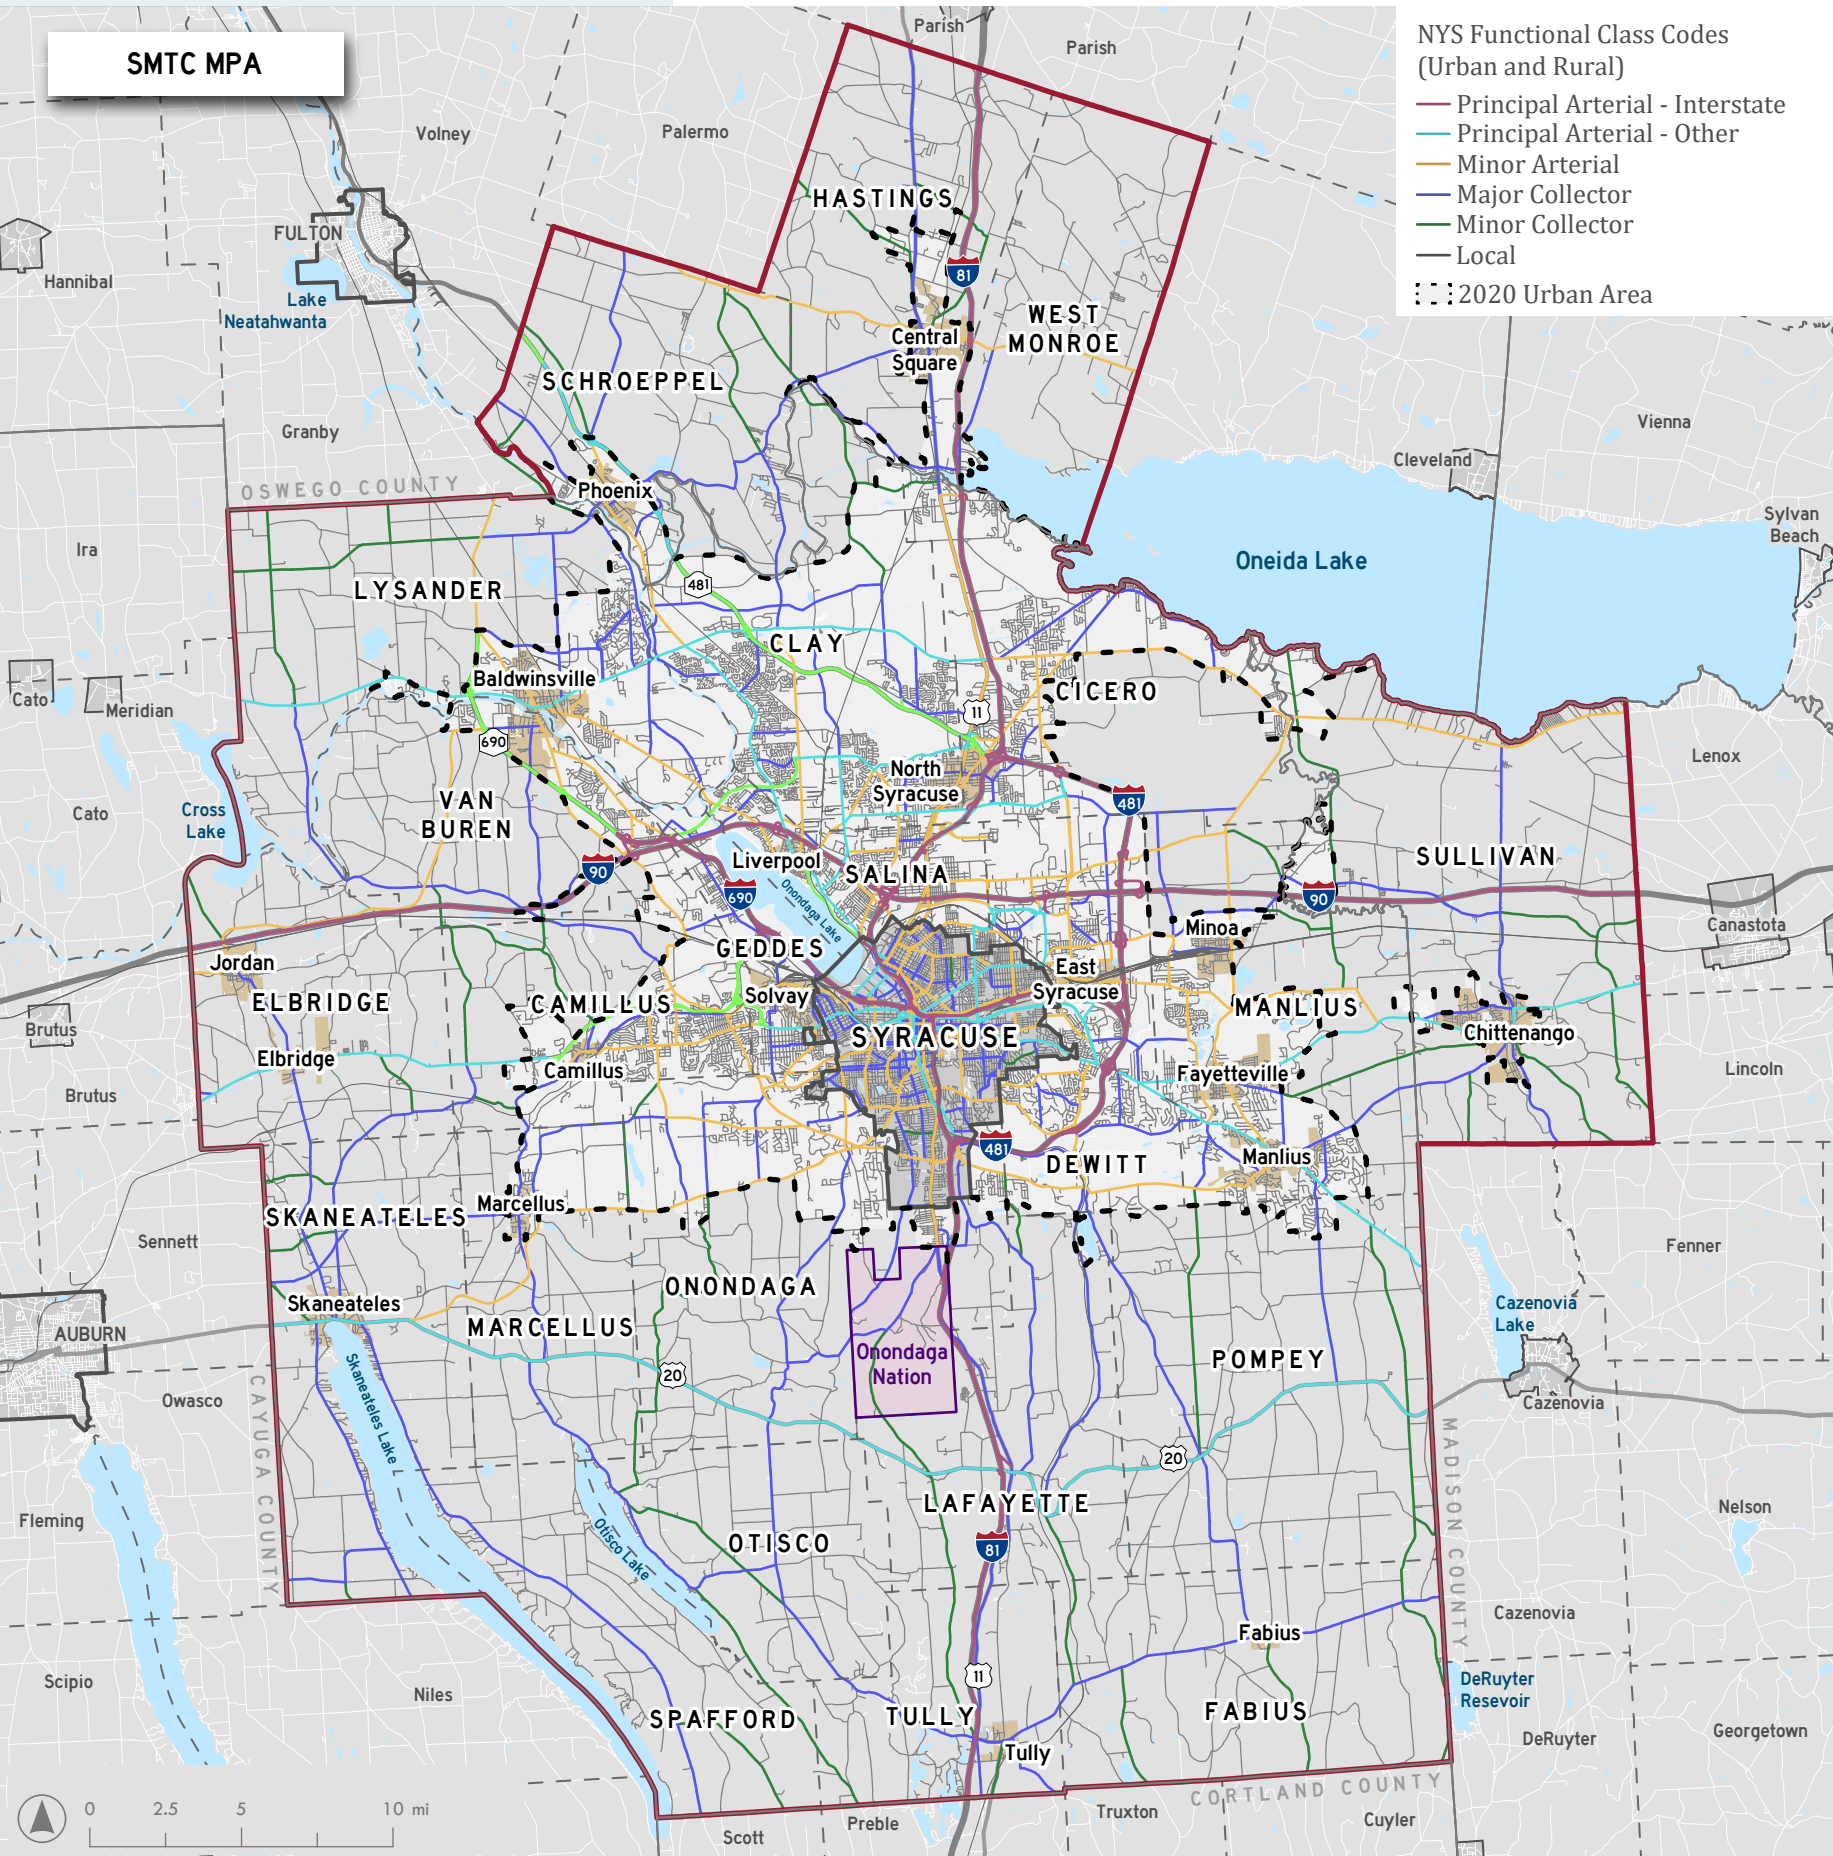 SMTC MPA
NYS Functional Class Codes
(Urban and Rural)
Principal Arterial - Interstate
Principal Arterial - Other
Minor Arterial
Major Collector
Minor Collector
Local
2020 Urban Area
Parish
Parish
Volney
Palermo
HASTINGS
FULTON
81
Hannibal
Lake
Neatahwanta
WEST
MONROE
Central
Square
SCHROEPPEL
Granby
Vienna
Cleveland
OSWEGO COUNTY
Phoenix
Sylvan
Beach
Ira
Oneida Lake
LYSANDER
481
CLAY
Baldwinsville
CICERO
Cato
Meridian
11
690
Lenox
North
Syracuse
VAN
BUREN
481
Cato
Cross
Lake
Liverpool
SALINA
SULLIVAN
90
690
90
Onondaga Lake
Minoa
Canastota
GEDDES
Jordan
East
Syracuse
Solvay
ELBRIDGE
CAMILLUS
MANLIUS
Brutus
SYRACUSE
Chittenango
Elbridge
Camillus
Fayetteville
Lincoln
Brutus
481
DEWITT
Manlius
Marcellus
SKANEATELES
Sennett
Fenner
ONONDAGA
Skaneateles
Cazenovia
Lake
AUBURN
MARCELLUS
Onondaga
Nation
POMPEY
20
Skaneateles Lake
Owasco
Cazenovia
CAYUGA COUNTY
MADISON COUNTY
20
LAFAYETTE
Nelson
Fleming
Otisco Lake
OTISCO
81
Cazenovia
Fabius
11
DeRuyter
Resevoir
Scipio
Niles
SPAFFORD
TULLY
FABIUS
Georgetown
DeRuyter
Tully
CORTLAND COUNTY
0
2.5
5
10 mi
Truxton
Cuyler
Preble
Scott